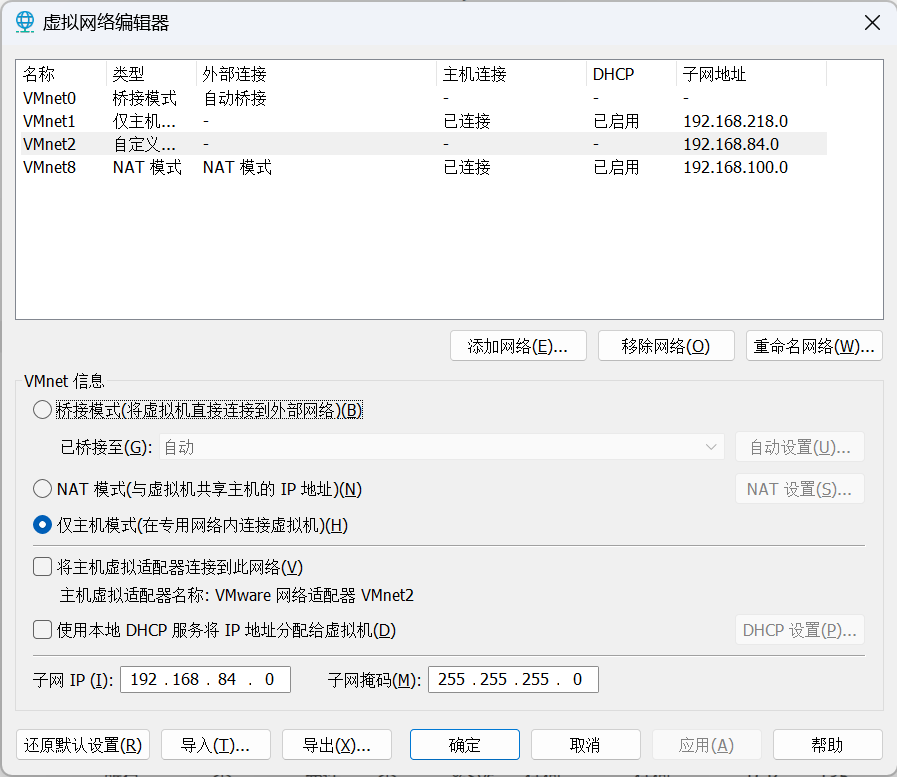 虚拟网络编辑器
名称 类型 外部连接 主机连接 DHCP 子网地址
VMnet0 桥接模式 自动桥接 - - -
VMnet1 仅主机... - 已连接 已启用 192.168.218.0
VMnet2 自定义... - - - 192.168.84.0
VMnet8 NAT 模式 NAT 模式 已连接 已启用 192.168.100.0
添加网络(E)... 移除网络(O) 重命名网络(W)...
VMnet 信息
桥接模式(将虚拟机直接连接到外部网络)(B)
已桥接至(G): 自动 自动设置(U)...
NAT 模式(与虚拟机共享主机的 IP 地址)(N) NAT 设置(S)...
仅主机模式(在专用网络内连接虚拟机)(H)
将主机虚拟适配器连接到此网络(V)
主机虚拟适配器名称: VMware 网络适配器 VMnet2
使用本地 DHCP 服务将 IP 地址分配给虚拟机(D) DHCP 设置(P)...
子网 IP (I): 192 . 168 . 84 . 0 子网掩码(M): 255 . 255 . 255 . 0
还原默认设置(R) 导入(T)... 导出(X)... 确定 取消 应用(A) 帮助